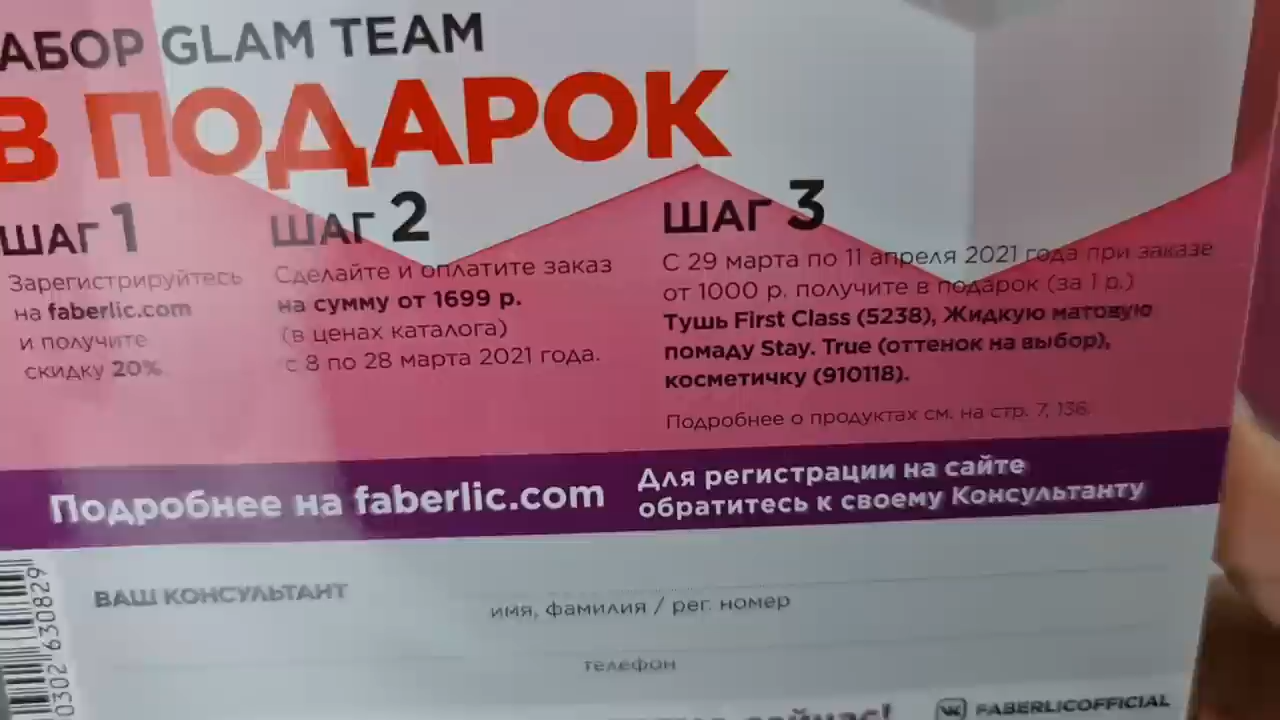 АБОР GLAM TEAM
В ПОДАРОК
ШАГ 1
Зарегистрируйтесь
на faberlic.com
и получите
скидку 20%
ШАГ 2
Сделайте и оплатите заказ
на сумму от 1699 р.
(в ценах каталога)
с 8 по 28 марта 2021 года.
ШАГ 3
С 29 марта по 11 апреля 2021 года при заказе
от 1000 р. получите в подарок (за 1 р.)
Тушь First Class (5238), Жидкую матовую
помаду Stay. True (оттенок на выбор),
косметичку (910118).
Подробнее о продуктах см. на стр. 7, 136.
Подробнее на faberlic.com
Для регистрации на сайте
обратитесь к своему Консультанту
ВАШ КОНСУЛЬТАНТ
имя, фамилия / рег. номер
телефон
0302 630829
сейчас!
FABERLICOFFICIAL